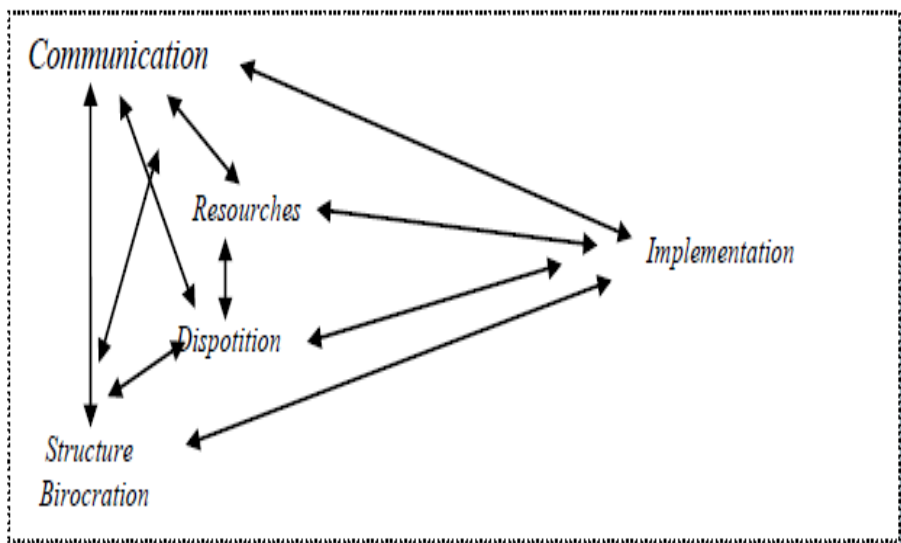 Communication
Resourches
Implementation
Dispotition
Structure
Birocration